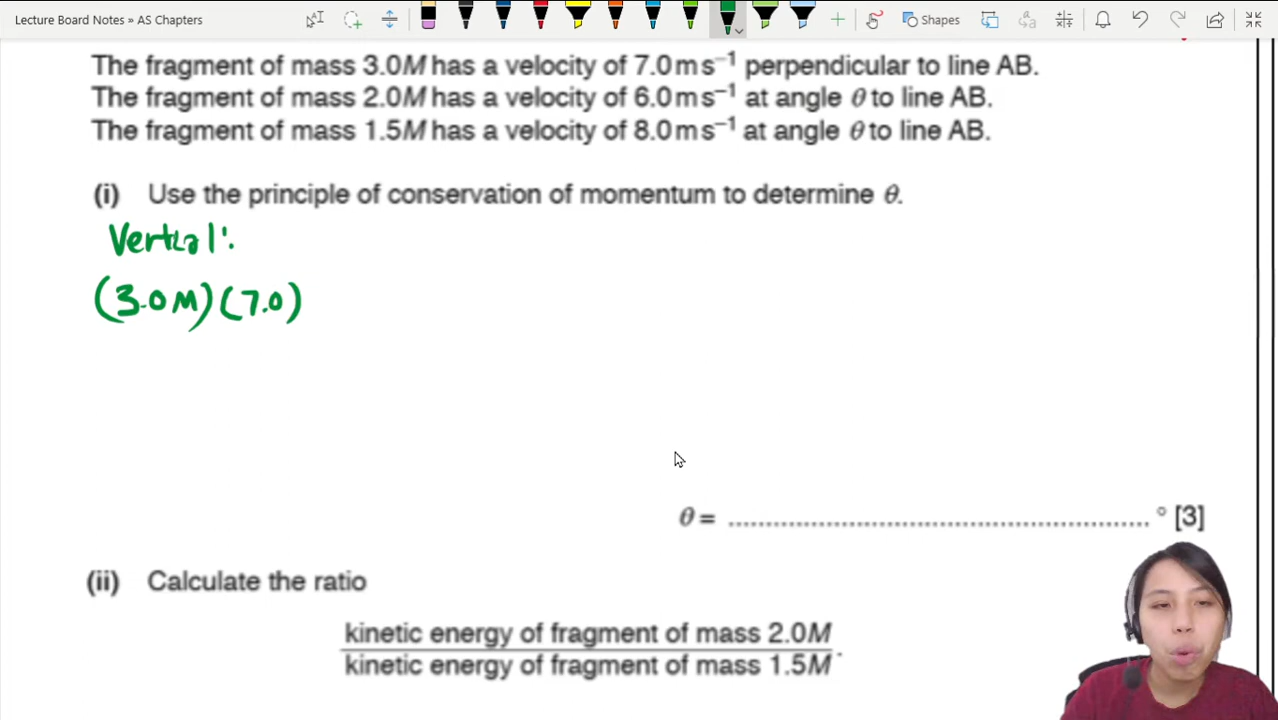 Lecture Board Notes » AS Chapters
Shapes
The fragment of mass 3.0M has a velocity of 7.0 m s⁻¹ perpendicular to line AB.
The fragment of mass 2.0M has a velocity of 6.0 m s⁻¹ at angle θ to line AB.
The fragment of mass 1.5M has a velocity of 8.0 m s⁻¹ at angle θ to line AB.
(i) Use the principle of conservation of momentum to determine θ.
Vertical:
(3.0M)(7.0)
θ = ............................................................ ° [3]
(ii) Calculate the ratio
kinetic energy of fragment of mass 2.0M
kinetic energy of fragment of mass 1.5M .